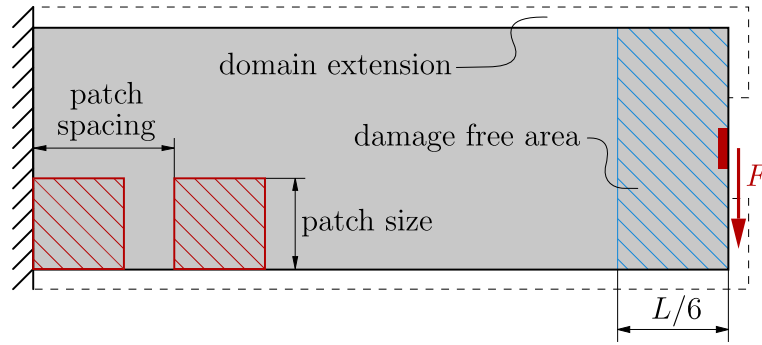 domain extension
patch
spacing
damage free area
F
patch size
L/6